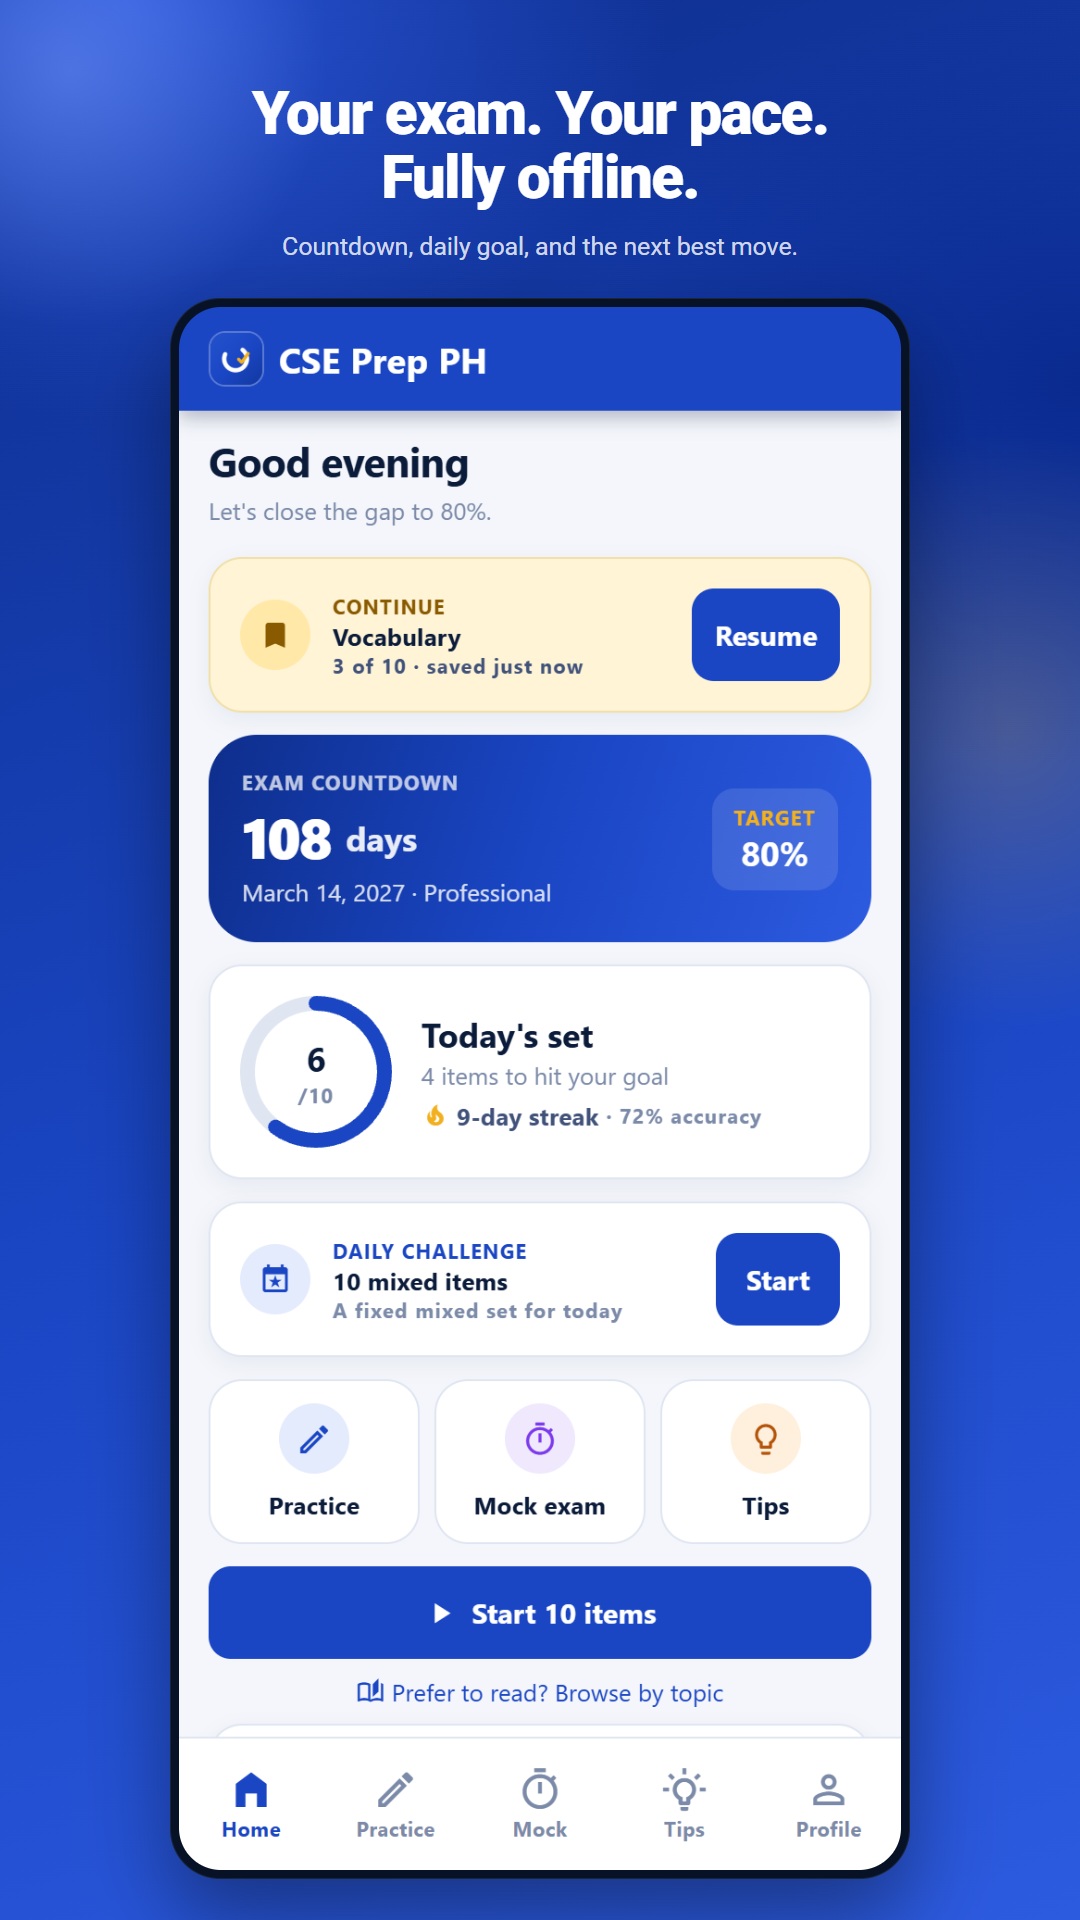 Your exam. Your pace.
Fully offline.
Countdown, daily goal, and the next best move.
CSE Prep PH
Good evening
Let's close the gap to 80%.
CONTINUE
Vocabulary
3 of 10 · saved just now
Resume
EXAM COUNTDOWN
108 days
March 14, 2027 · Professional
TARGET
80%
6
/10
Today's set
4 items to hit your goal
9-day streak · 72% accuracy
DAILY CHALLENGE
10 mixed items
A fixed mixed set for today
Start
Practice
Mock exam
Tips
Start 10 items
Prefer to read? Browse by topic
Home
Practice
Mock
Tips
Profile